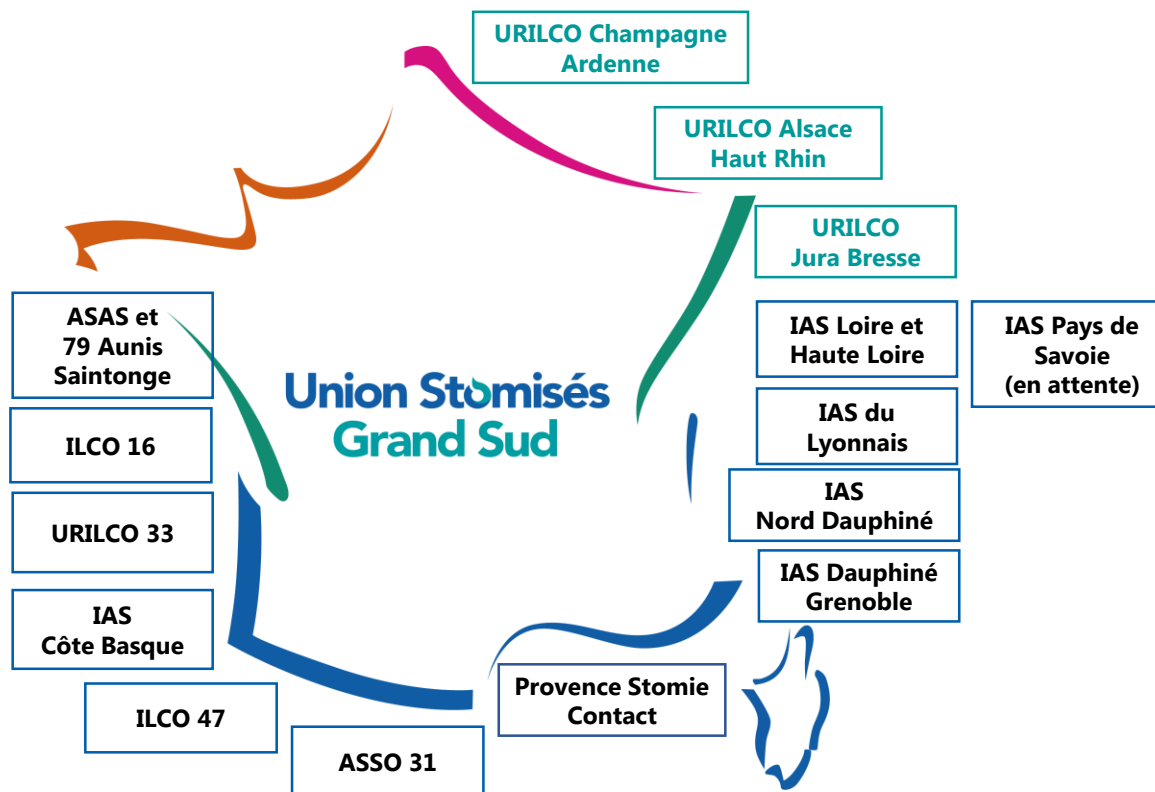 URILCO Champagne
Ardenne
URILCO Alsace
Haut Rhin
URILCO
Jura Bresse
ASAS et
79 Aunis
Saintonge
IAS Loire et
Haute Loire
IAS Pays de
Savoie
(en attente)
Union Stomisés
Grand Sud
IAS du
Lyonnais
ILCO 16
IAS
Nord Dauphiné
URILCO 33
IAS Dauphiné
Grenoble
IAS
Côte Basque
Provence Stomie
Contact
ILCO 47
ASSO 31